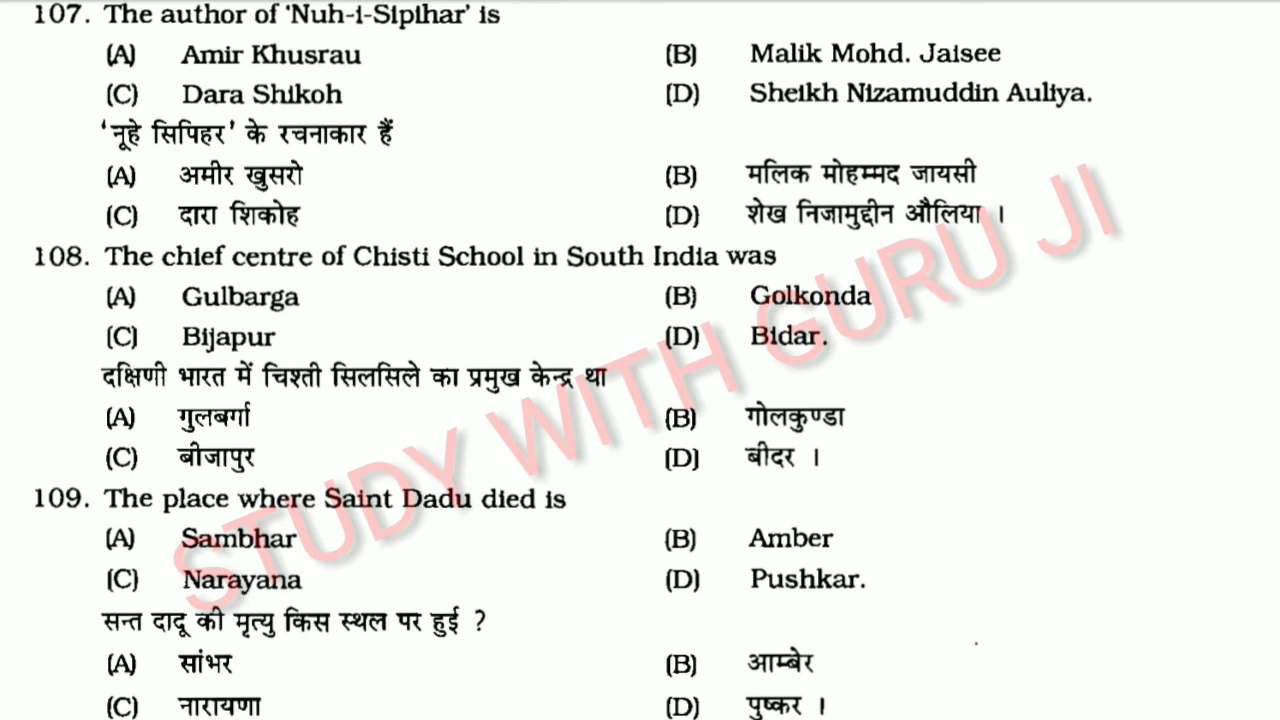 107. The author of 'Nuh-i-Sipihar' is
(A) Amir Khusrau (B) Malik Mohd. Jaisee
(C) Dara Shikoh (D) Sheikh Nizamuddin Auliya.
'नूहे सिपिहर' के रचनाकार हैं
(A) अमीर खुसरो (B) मलिक मोहम्मद जायसी
(C) दारा शिकोह (D) शेख निजामुद्दीन औलिया ।
108. The chief centre of Chisti School in South India was
(A) Gulbarga (B) Golkonda
(C) Bijapur (D) Bidar.
दक्षिणी भारत में चिश्ती सिलसिले का प्रमुख केन्द्र था
(A) गुलबर्गा (B) गोलकुण्डा
(C) बीजापुर (D) बीदर ।
109. The place where Saint Dadu died is
(A) Sambhar (B) Amber
(C) Narayana (D) Pushkar.
सन्त दादू की मृत्यु किस स्थल पर हुई ?
(A) सांभर (B) आम्बेर
(C) नारायणा (D) पुष्कर ।
STUDY WITH GURU JI